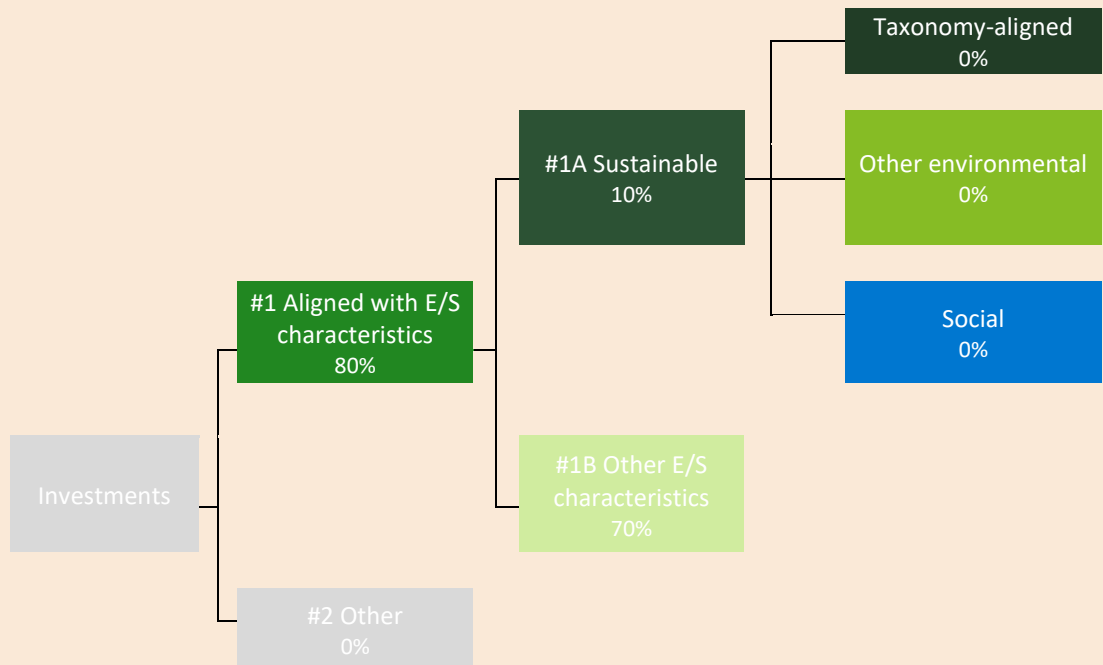 Taxonomy-aligned
0%
#1A Sustainable
10%
Other environmental
0%
#1 Aligned with E/S
characteristics
80%
Social
0%
Investments
#1B Other E/S
characteristics
70%
#2 Other
0%